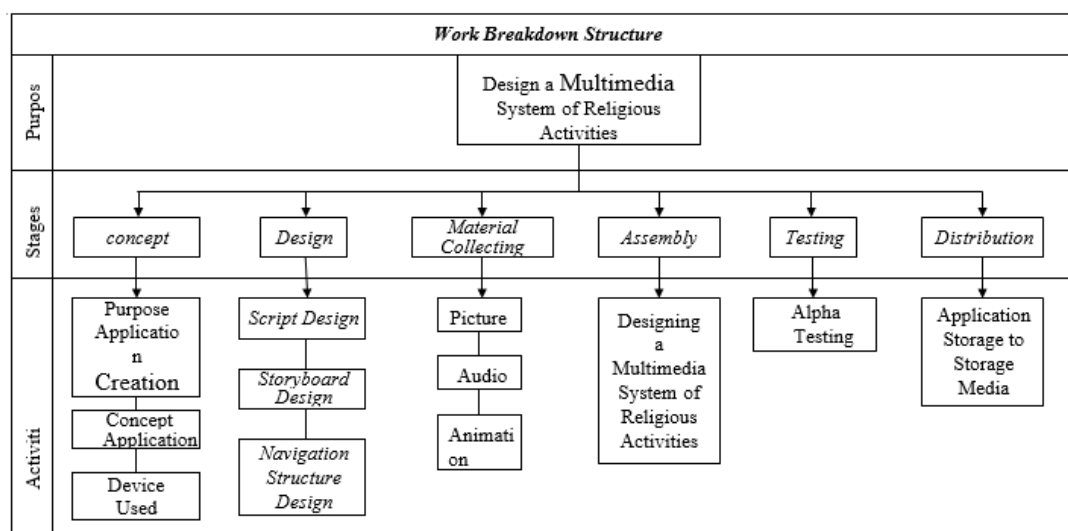 Work Breakdown Structure
Purpos
Design a Multimedia
System of Religious
Activities
Stages
concept
Design
Material
Collecting
Assembly
Testing
Distribution
Activiti
Purpose
Applicatio
n
Creation
Concept
Application
Device
Used
Script Design
Storyboard
Design
Navigation
Structure
Design
Picture
Audio
Animati
on
Designing
a
Multimedia
System of
Religious
Activities
Alpha
Testing
Application
Storage to
Storage
Media